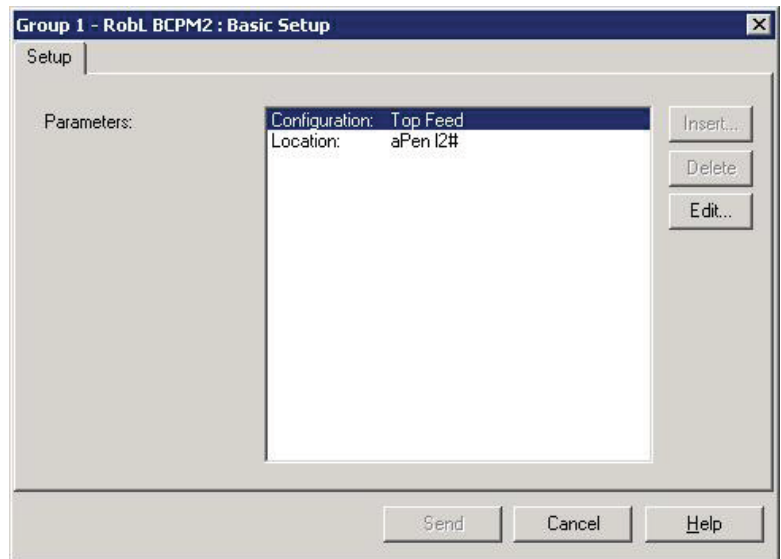 Group 1 - RobL BCPM2 : Basic Setup
Setup
Parameters:
Configuration: Top Feed
Location: aPen I2#
Insert...
Delete
Edit...
Send
Cancel
Help